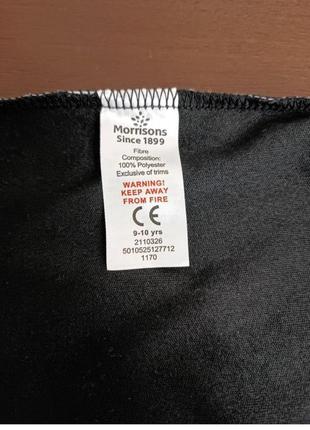 Morrisons
Since 1899
Fibre
Composition:
100% Polyester
Exclusive of trims
WARNING!
KEEP AWAY
FROM FIRE
CE
9-10 yrs
2110326
5010525127712
1170